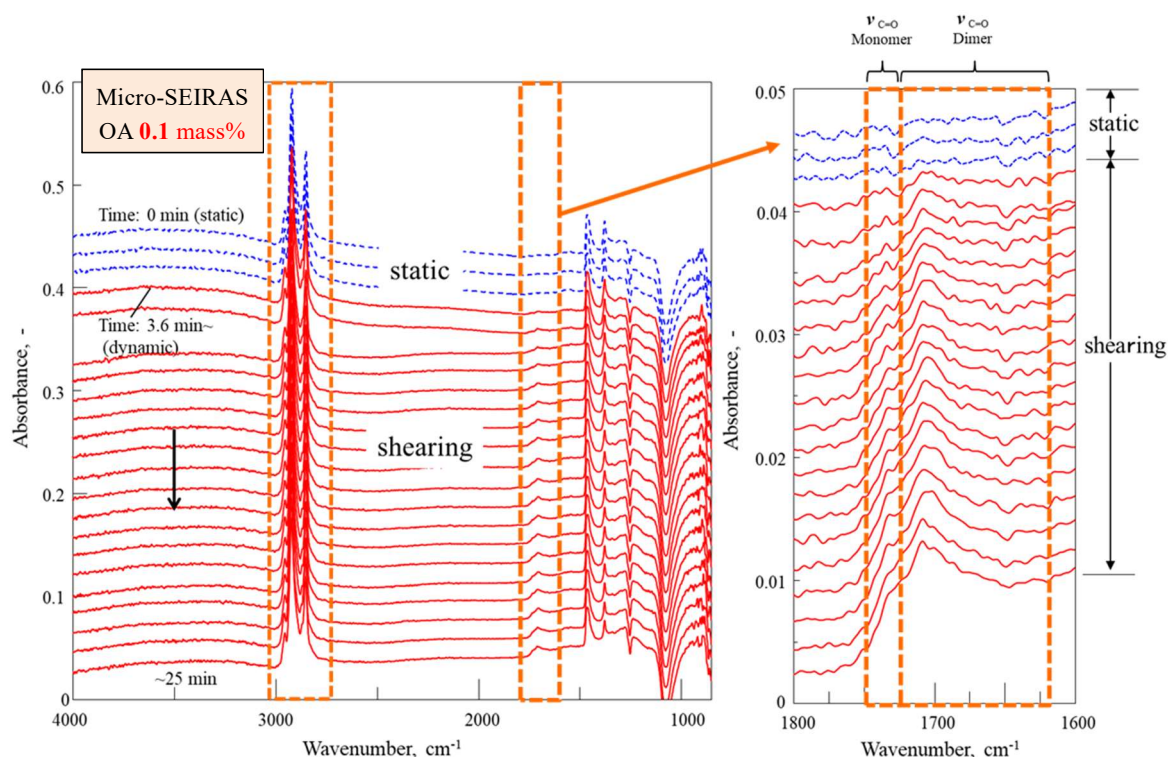 Micro-SEIRAS
OA 0.1 mass%
0.6
0.5
0.4
0.3
0.2
0.1
0
Absorbance, -
Time: 0 min (static)
static
Time: 3.6 min~
(dynamic)
shearing
~25 min
4000
3000
2000
1000
Wavenumber, cm-1
ν C=O
Monomer
ν C=O
Dimer
0.05
0.04
0.03
0.02
0.01
0
Absorbance, -
static
shearing
1800
1700
1600
Wavenumber, cm-1